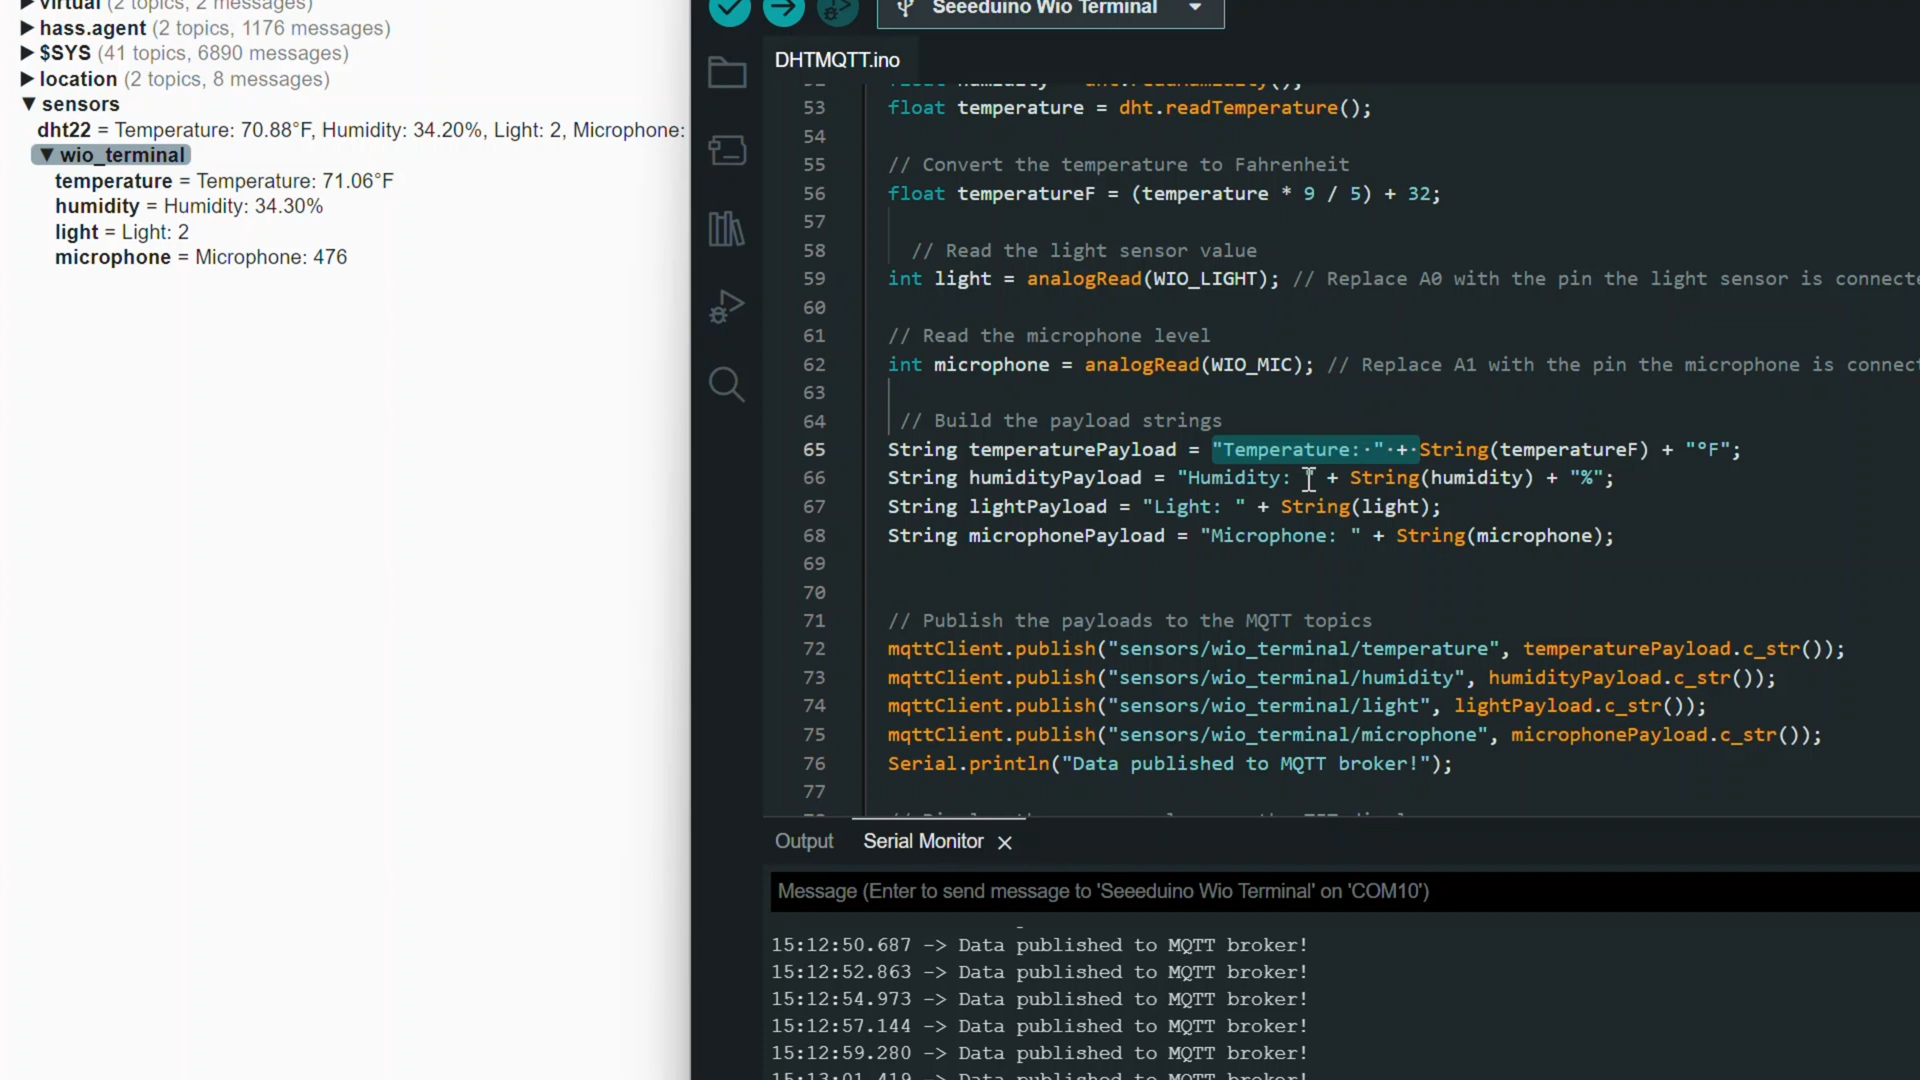 ▶ virtual (2 topics, 2 messages)
▶ hass.agent (2 topics, 1176 messages)
▶ $SYS (41 topics, 6890 messages)
▶ location (2 topics, 8 messages)
▼ sensors
dht22 = Temperature: 70.88°F, Humidity: 34.20%, Light: 2, Microphone:
▼ wio_terminal
temperature = Temperature: 71.06°F
humidity = Humidity: 34.30%
light = Light: 2
microphone = Microphone: 476
Seeeduino Wio Terminal
DHTMQTT.ino
53 float temperature = dht.readTemperature();
54
55 // Convert the temperature to Fahrenheit
56 float temperatureF = (temperature * 9 / 5) + 32;
57
58 // Read the light sensor value
59 int light = analogRead(WIO_LIGHT); // Replace A0 with the pin the light sensor is connecte
60
61 // Read the microphone level
62 int microphone = analogRead(WIO_MIC); // Replace A1 with the pin the microphone is connect
63
64 // Build the payload strings
65 String temperaturePayload = "Temperature: " + String(temperatureF) + "°F";
66 String humidityPayload = "Humidity: " + String(humidity) + "%";
67 String lightPayload = "Light: " + String(light);
68 String microphonePayload = "Microphone: " + String(microphone);
69
70
71 // Publish the payloads to the MQTT topics
72 mqttClient.publish("sensors/wio_terminal/temperature", temperaturePayload.c_str());
73 mqttClient.publish("sensors/wio_terminal/humidity", humidityPayload.c_str());
74 mqttClient.publish("sensors/wio_terminal/light", lightPayload.c_str());
75 mqttClient.publish("sensors/wio_terminal/microphone", microphonePayload.c_str());
76 Serial.println("Data published to MQTT broker!");
77
Output Serial Monitor ×
Message (Enter to send message to 'Seeeduino Wio Terminal' on 'COM10')
15:12:50.687 -> Data published to MQTT broker!
15:12:52.863 -> Data published to MQTT broker!
15:12:54.973 -> Data published to MQTT broker!
15:12:57.144 -> Data published to MQTT broker!
15:12:59.280 -> Data published to MQTT broker!
15:13:01.419 -> Data published to MQTT broker!